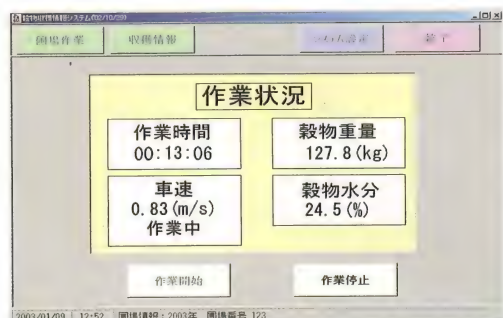 圃場作業 収穫情報 終了
作業状況
作業時間
00:13:06
穀物重量
127.8(kg)
車速
0.83(m/s)
作業中
穀物水分
24.5(%)
作業開始 作業停止
2003/01/09 12:52 圃場情報:2003年 圃場番号 123